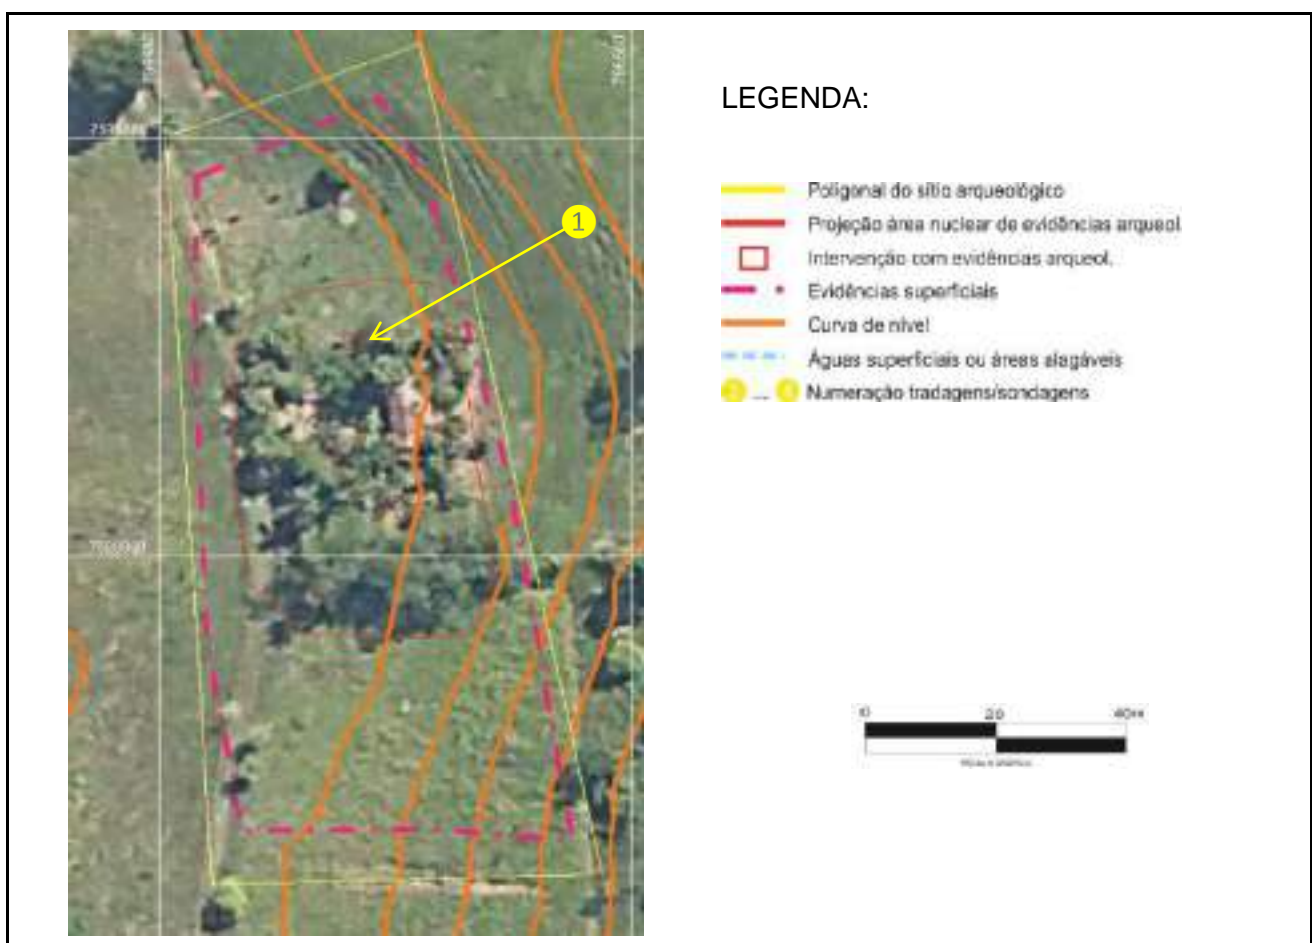 LEGENDA:
1
Poligonal do sítio arqueológico
Projeção área nuclear de evidências arqueol
Intervenção com evidências arqueol.
Evidências superficiais
Curva de nível
Águas superficiais ou áreas alagáveis
Numeração tradagens/sondagens
0 20 40m